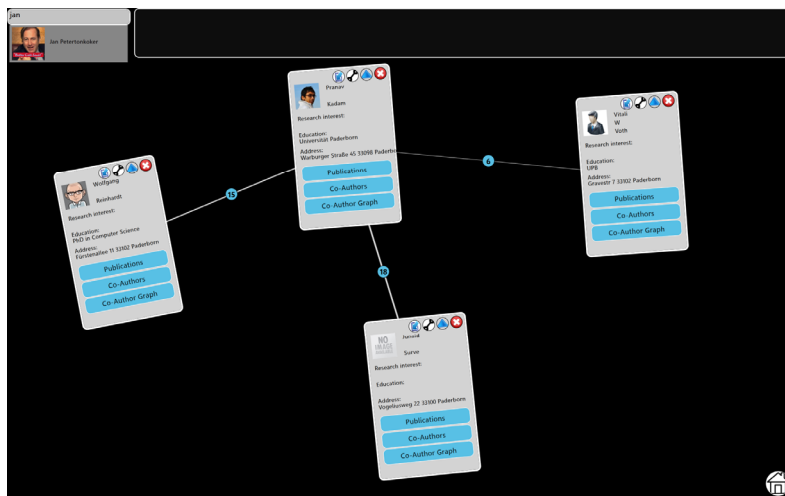 jan
Jan Petertonkoker
Pranav
Kadam
Research interest:
Education:
Universität Paderborn
Address:
Warburger Straße 45 33098 Paderborn
Publications
Co-Authors
Co-Author Graph
Vitali
W
Voth
Research interest:
Education:
UPB
Address:
Gravestr 7 33102 Paderborn
Publications
Co-Authors
Co-Author Graph
6
15
Wolfgang
Reinhardt
Research interest:
Education:
PhD in Computer Science
Address:
Fürstenallee 11 33102 Paderborn
Publications
Co-Authors
Co-Author Graph
18
NO
IMAGE
AVAILABLE
Surve
Research interest:
Education:
Address:
Vogeliusweg 22 33100 Paderborn
Publications
Co-Authors
Co-Author Graph